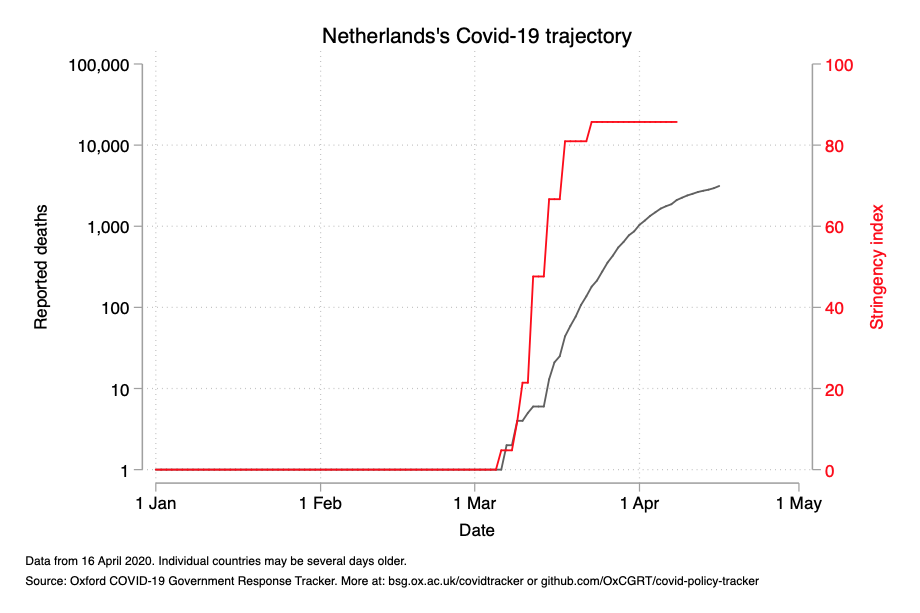 Netherlands's Covid-19 trajectory
100,000
10,000
1,000
100
10
1
Reported deaths
100
80
60
40
20
0
Stringency index
1 Jan
1 Feb
1 Mar
1 Apr
1 May
Date
Data from 16 April 2020. Individual countries may be several days older.
Source: Oxford COVID-19 Government Response Tracker. More at: bsg.ox.ac.uk/covidtracker or github.com/OxCGRT/covid-policy-tracker